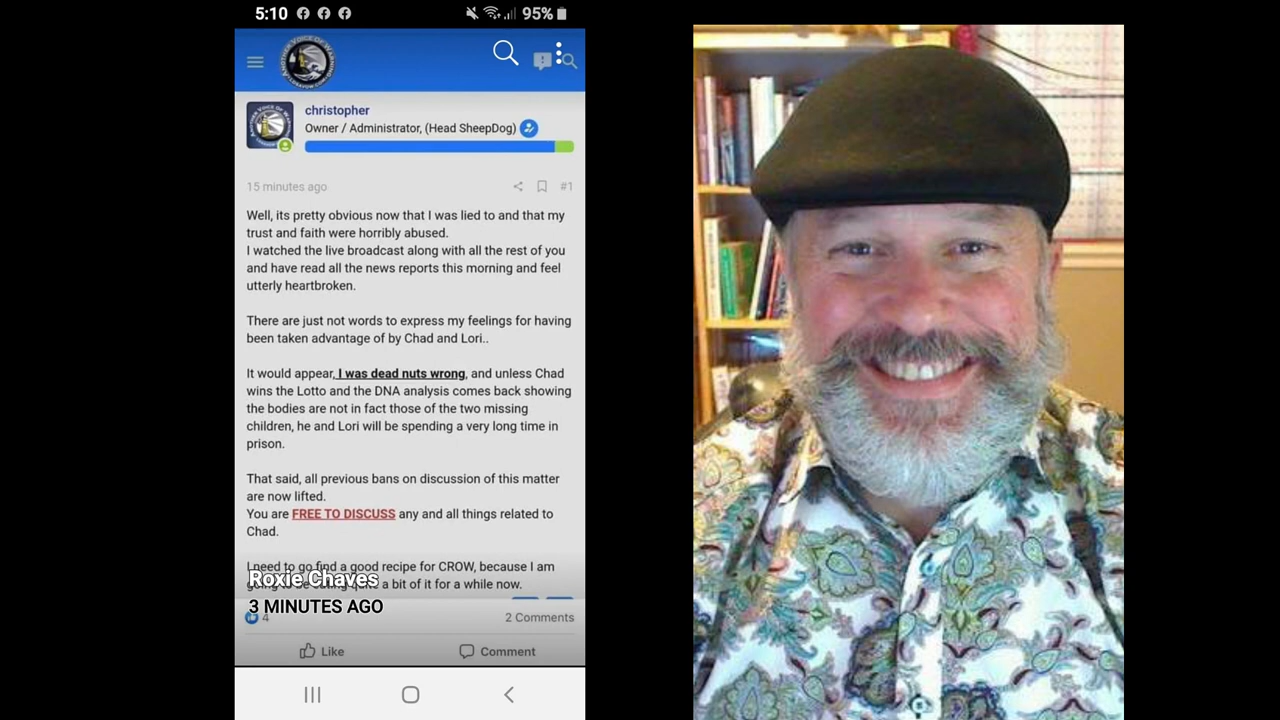 5:10
95%
ANOTHER VOICE OF WARNING
christopher
Owner / Administrator, (Head SheepDog)
15 minutes ago
#1
Well, its pretty obvious now that I was lied to and that my
trust and faith were horribly abused.
I watched the live broadcast along with all the rest of you
and have read all the news reports this morning and feel
utterly heartbroken.
There are just not words to express my feelings for having
been taken advantage of by Chad and Lori..
It would appear, I was dead nuts wrong, and unless Chad
wins the Lotto and the DNA analysis comes back showing
the bodies are not in fact those of the two missing
children, he and Lori will be spending a very long time in
prison.
That said, all previous bans on discussion of this matter
are now lifted.
You are FREE TO DISCUSS any and all things related to
Chad.
I need to go find a good recipe for CROW, because I am
a bit of it for a while now.
Roxie Chaves
3 MINUTES AGO
4
2 Comments
Like
Comment